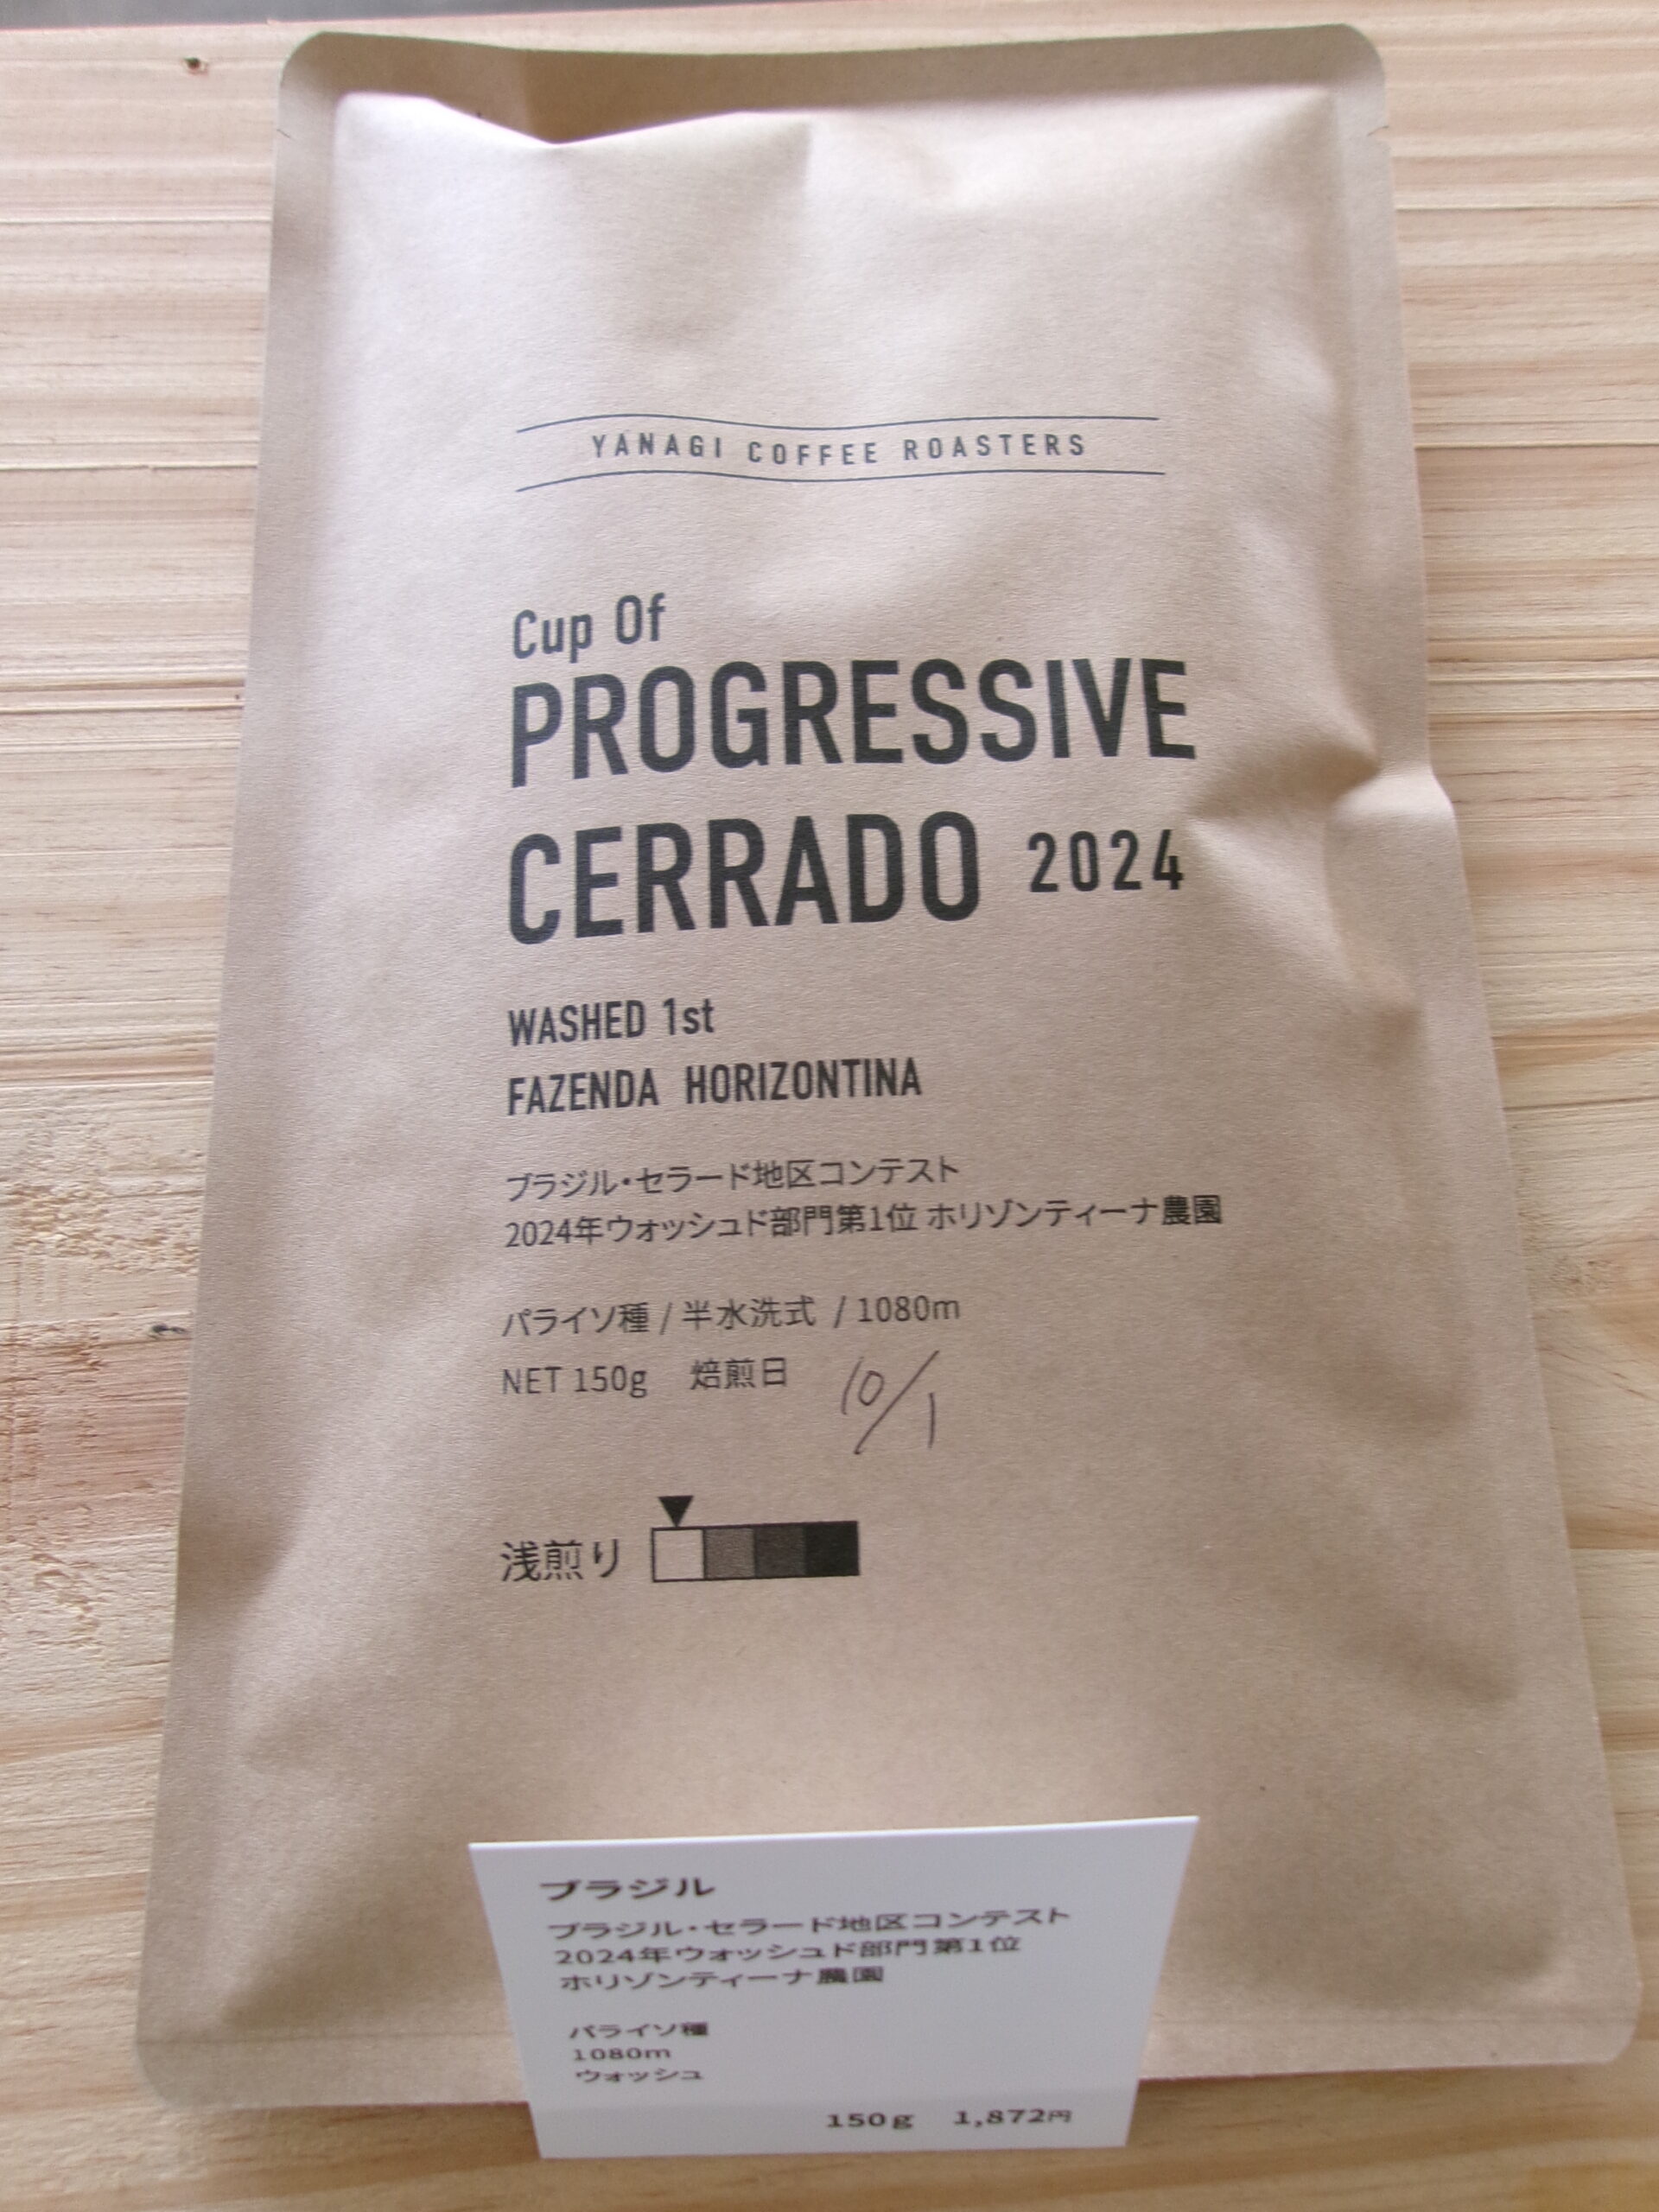 YANAGI COFFEE ROASTERS
Cup Of
PROGRESSIVE
CERRADO 2024
WASHED 1st
FAZENDA HORIZONTINA
ブラジル・セラード地区コンテスト
2024年ウォッシュド部門第1位 ホリゾンティーナ農園
パライソ種 / 半水洗式 / 1080m
NET 150g 焙煎日 10/1
浅煎り
ブラジル
ブラジル・セラード地区コンテスト
2024年ウォッシュド部門第1位
ホリゾンティーナ農園
パライソ種
1080m
ウォッシュ
150g 1,872円